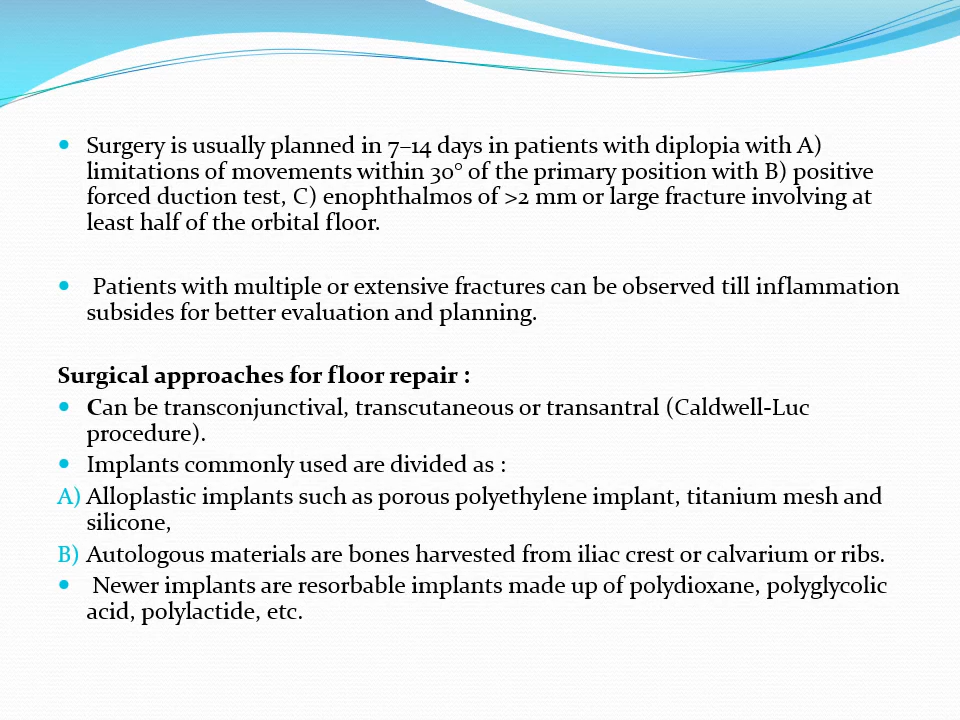 • Surgery is usually planned in 7–14 days in patients with diplopia with A)
limitations of movements within 30° of the primary position with B) positive
forced duction test, C) enophthalmos of >2 mm or large fracture involving at
least half of the orbital floor.
• Patients with multiple or extensive fractures can be observed till inflammation
subsides for better evaluation and planning.
Surgical approaches for floor repair :
• Can be transconjunctival, transcutaneous or transantral (Caldwell-Luc
procedure).
• Implants commonly used are divided as :
A) Alloplastic implants such as porous polyethylene implant, titanium mesh and
silicone,
B) Autologous materials are bones harvested from iliac crest or calvarium or ribs.
• Newer implants are resorbable implants made up of polydioxane, polyglycolic
acid, polylactide, etc.